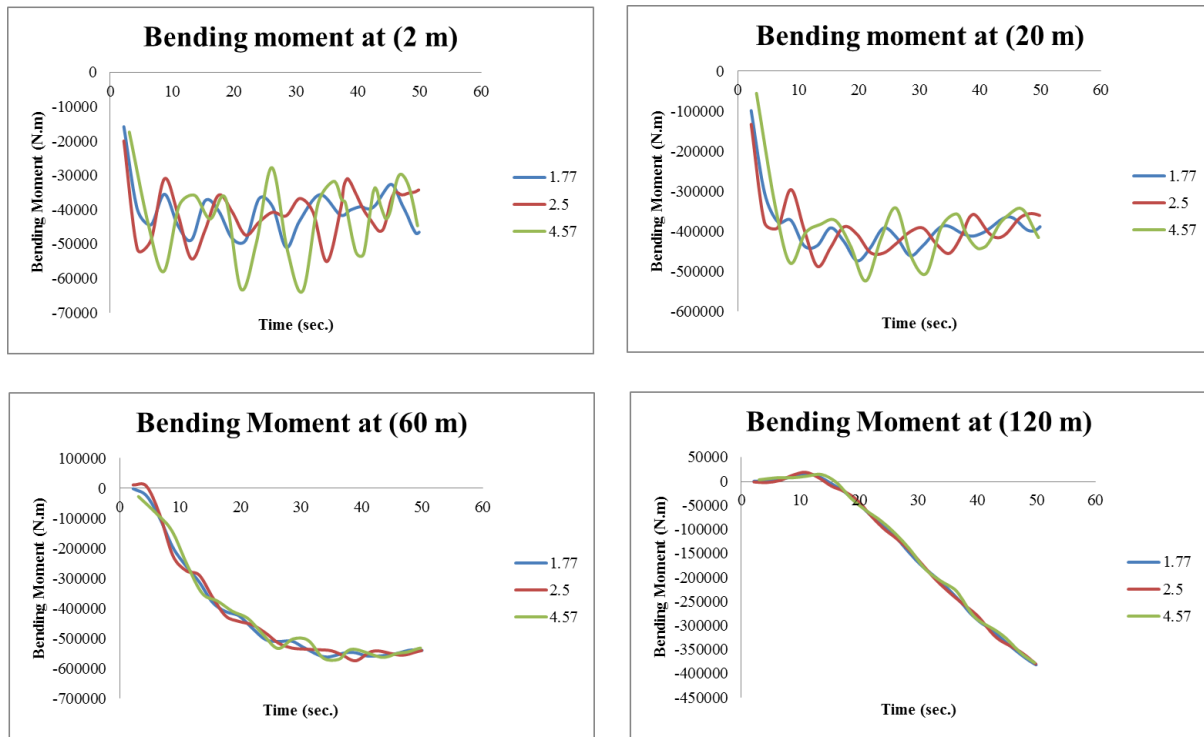 Bending moment at (2 m)
Bending Moment (N.m)
0
-10000
-20000
-30000
-40000
-50000
-60000
-70000
0 10 20 30 40 50 60
Time (sec.)
1.77
2.5
4.57
Bending moment at (20 m)
Bending Moment (N.m)
0
-100000
-200000
-300000
-400000
-500000
-600000
0 10 20 30 40 50 60
Time (sec.)
1.77
2.5
4.57
Bending Moment at (60 m)
Bending Moment (N.m)
100000
0
-100000
-200000
-300000
-400000
-500000
-600000
-700000
0 10 20 30 40 50 60
Time (sec.)
1.77
2.5
4.57
Bending Moment at (120 m)
Bending Moment (N.m)
50000
0
-50000
-100000
-150000
-200000
-250000
-300000
-350000
-400000
-450000
0 10 20 30 40 50 60
Time (sec.)
1.77
2.5
4.57